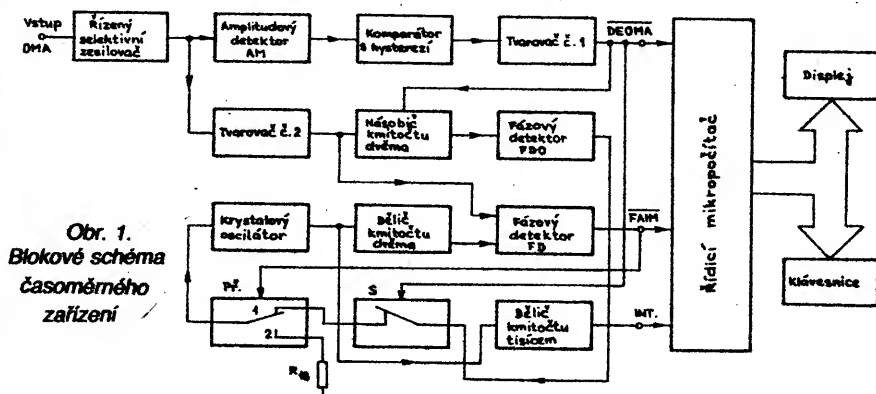 Vstup
DMA
Řízený
selektivní
zesilovač
Amplitudový
detektor
AM
Komparátor
s hysterezí
Tvarovač č.1
DEOMA
Displej
Tvarovač č.2
Násobič
kmitočtu
dvěma
Fázový
detektor
FDO
Řídicí mikropočítač
Krystalový
oscilátor
Dělič
kmitočtu
dvěma
Fázový
detektor
FD
FAIM
Obr. 1.
Blokové schéma
časoměrného
zařízení
Př.
1
2
S
Dělič
kmitočtu
tisícem
INT.
Klávesnice